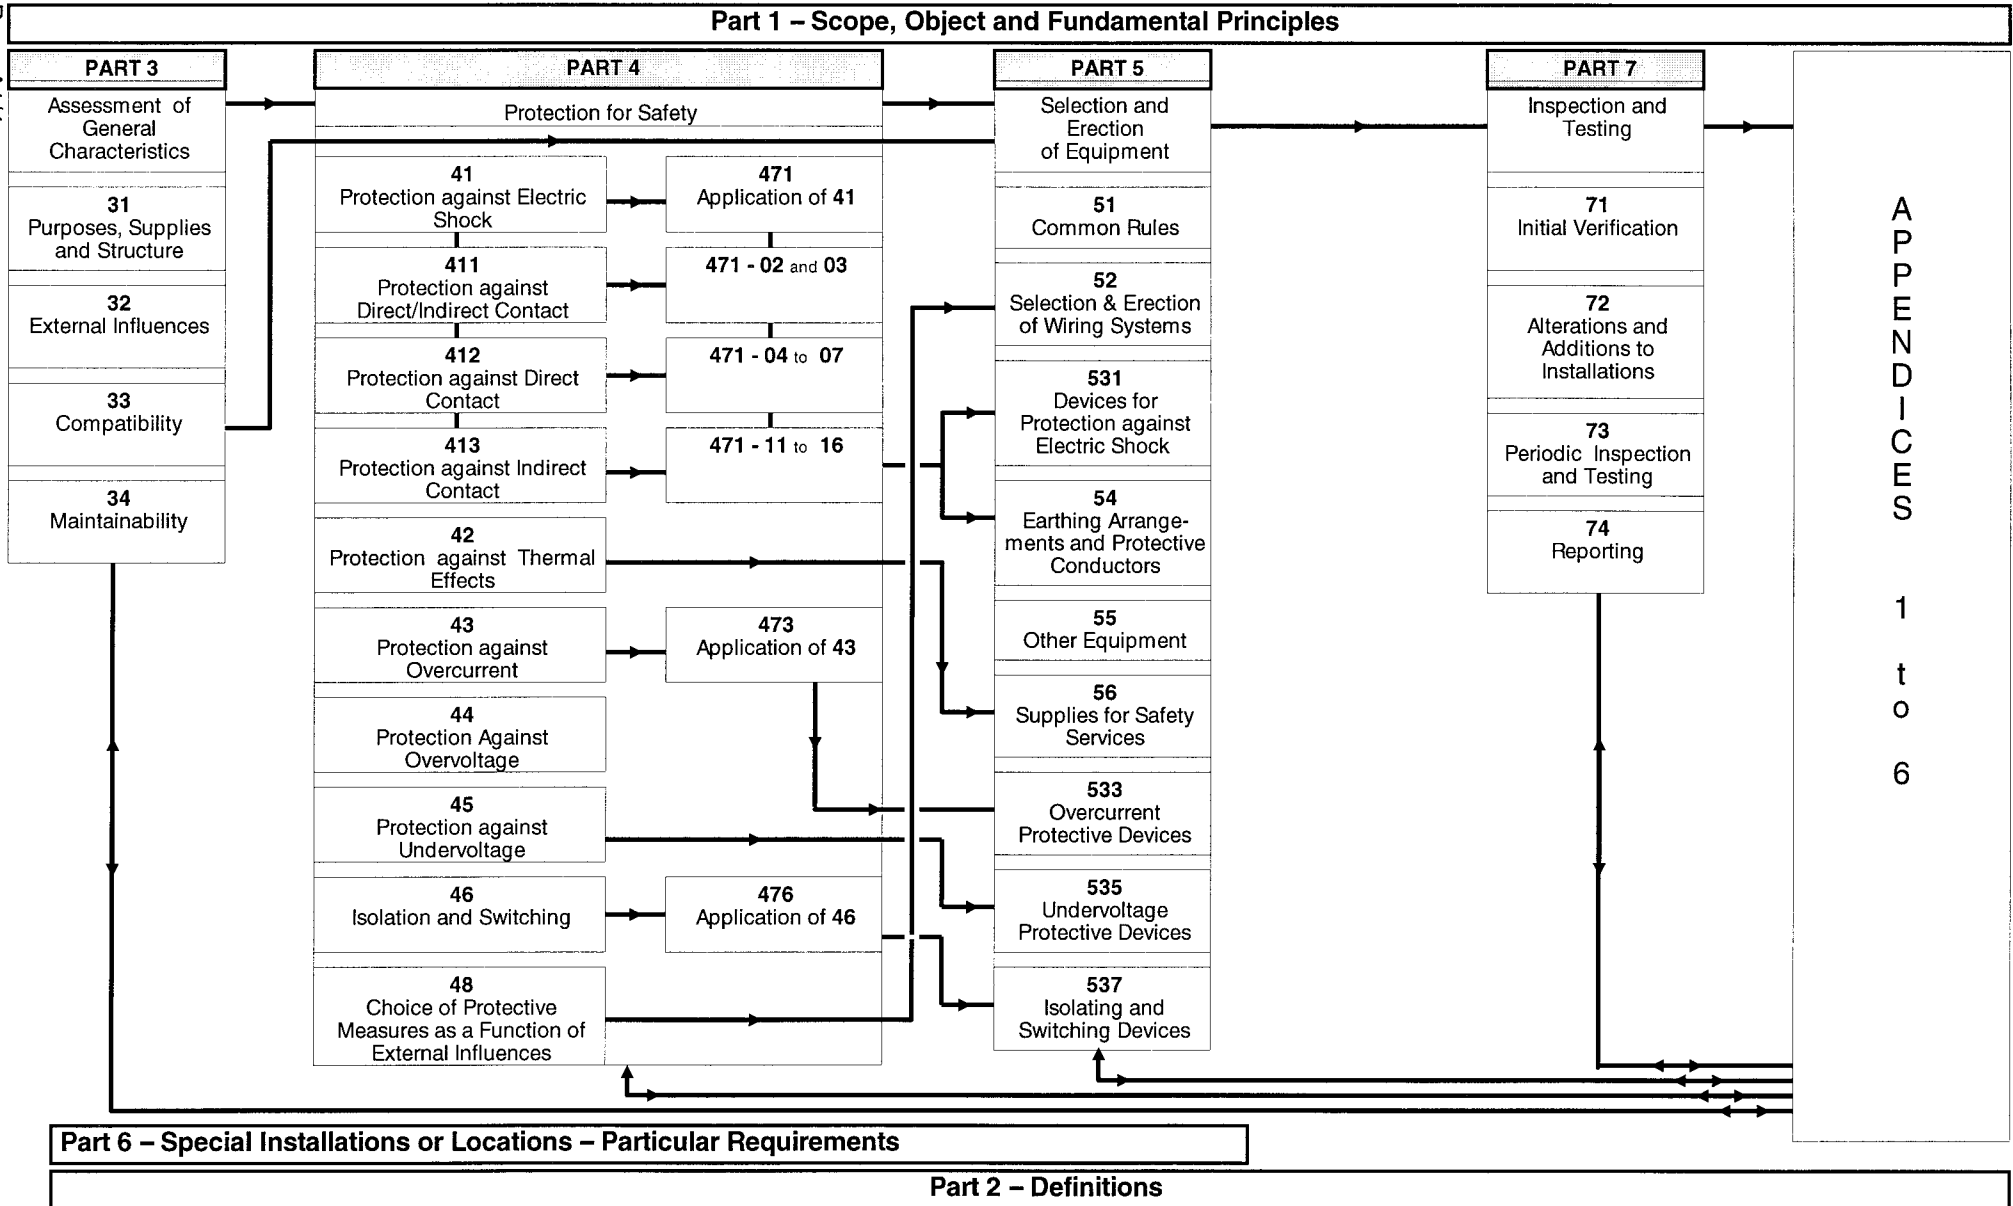 Part 1 – Scope, Object and Fundamental Principles
PART 3
Assessment of
General
Characteristics
31
Purposes, Supplies
and Structure
32
External Influences
33
Compatibility
34
Maintainability
PART 4
Protection for Safety
41
Protection against Electric
Shock
471
Application of 41
411
Protection against
Direct/Indirect Contact
471 - 02 and 03
412
Protection against Direct
Contact
471 - 04 to 07
413
Protection against Indirect
Contact
471 - 11 to 16
42
Protection against Thermal
Effects
43
Protection against
Overcurrent
473
Application of 43
44
Protection Against
Overvoltage
45
Protection against
Undervoltage
46
Isolation and Switching
476
Application of 46
48
Choice of Protective
Measures as a Function of
External Influences
PART 5
Selection and
Erection
of Equipment
51
Common Rules
52
Selection & Erection
of Wiring Systems
531
Devices for
Protection against
Electric Shock
54
Earthing Arrange-
ments and Protective
Conductors
55
Other Equipment
56
Supplies for Safety
Services
533
Overcurrent
Protective Devices
535
Undervoltage
Protective Devices
537
Isolating and
Switching Devices
PART 7
Inspection and
Testing
71
Initial Verification
72
Alterations and
Additions to
Installations
73
Periodic Inspection
and Testing
74
Reporting
APPENDICES 1 to 6
Part 6 – Special Installations or Locations – Particular Requirements
Part 2 – Definitions